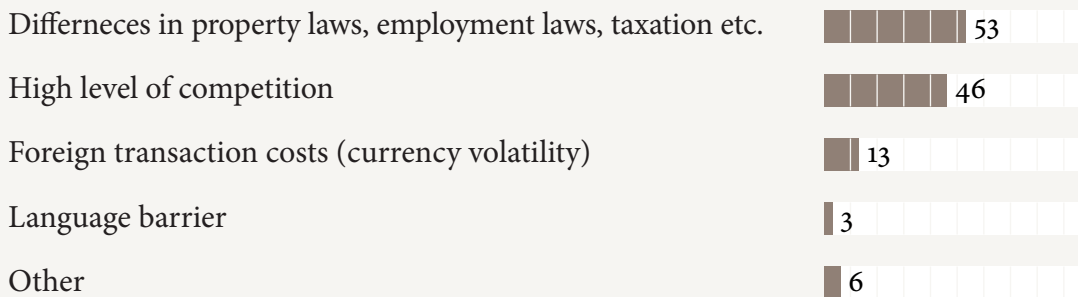 Differneces in property laws, employment laws, taxation etc. 53
High level of competition 46
Foreign transaction costs (currency volatility) 13
Language barrier 3
Other 6